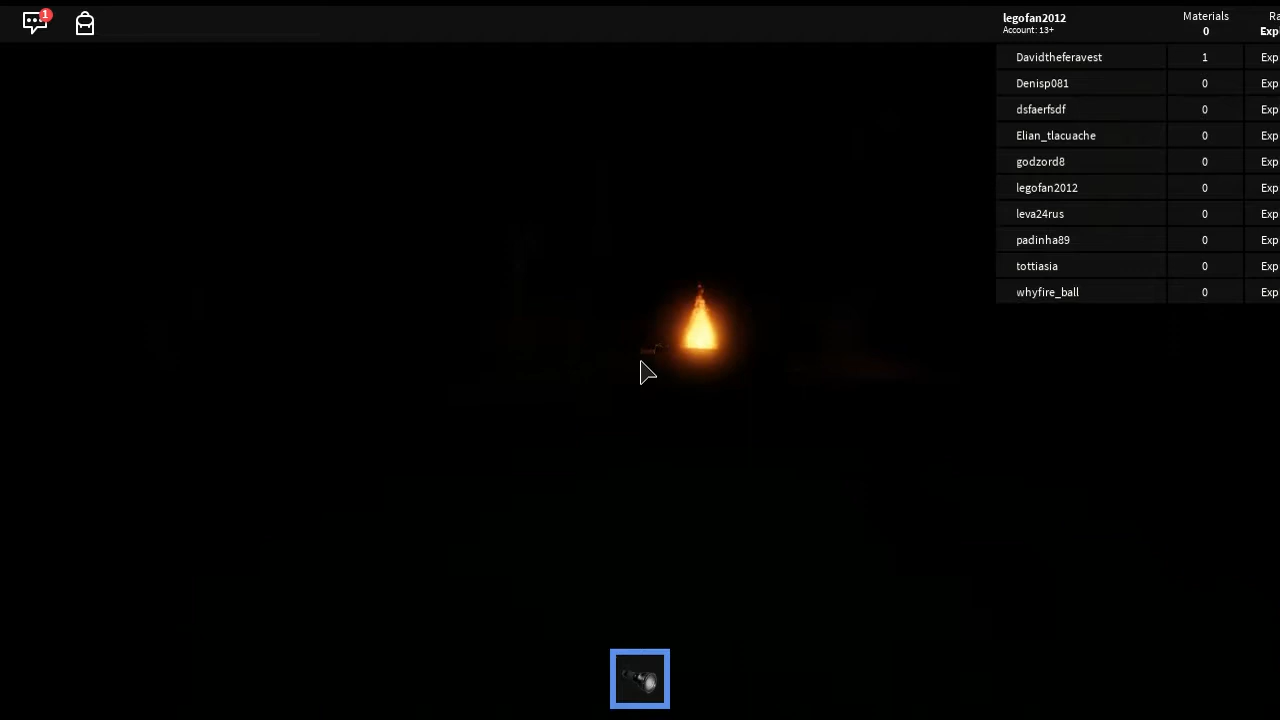 1
legofan2012
Account: 13+
Materials
0
Ra
Exp
Davidtheferavest 1 Exp
Denisp081 0 Exp
dsfaerfsdf 0 Exp
Elian_tlacuache 0 Exp
godzord8 0 Exp
legofan2012 0 Exp
leva24rus 0 Exp
padinha89 0 Exp
tottiasia 0 Exp
whyfire_ball 0 Exp